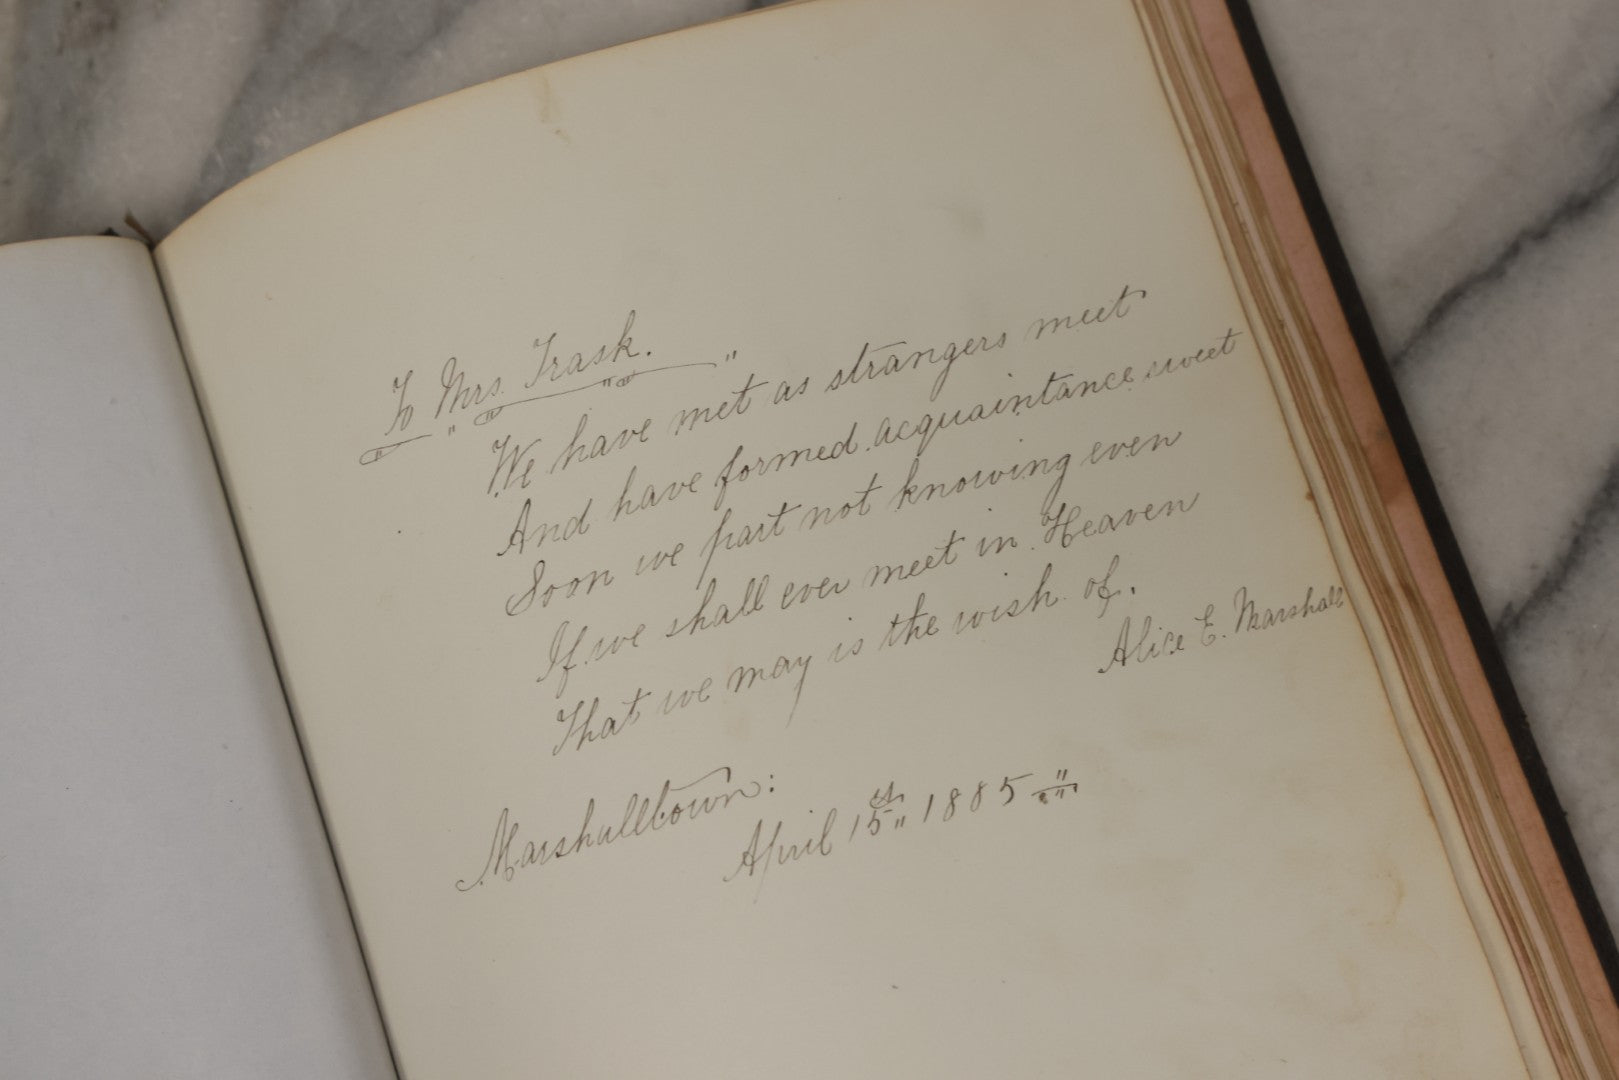 To Mrs. Trask.
We have met as strangers meet
And have formed acquaintance sweet
Soon we part not knowing even
If we shall ever meet in Heaven
That we may is the wish of.
Alice E. Marshall
Marshalltown:
April 15th 1885